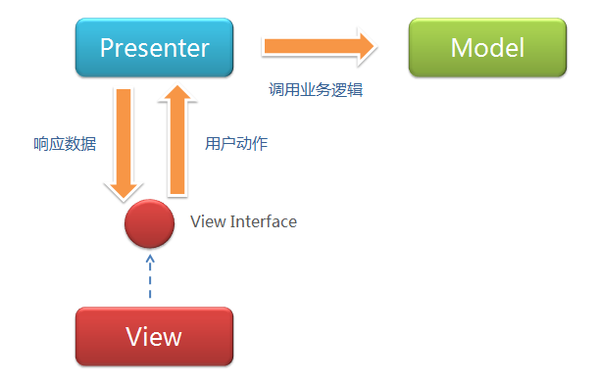 Presenter
Model
调用业务逻辑
响应数据
用户动作
View Interface
View